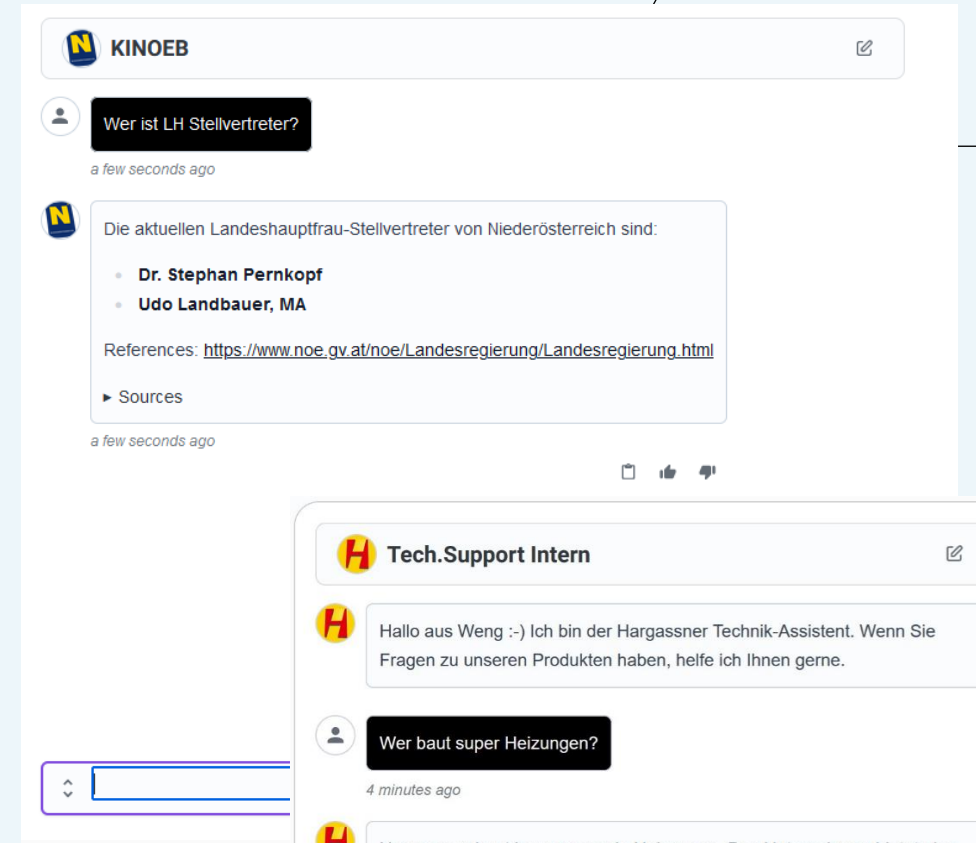 KINOEB
Wer ist LH Stellvertreter?
a few seconds ago
Die aktuellen Landeshauptfrau-Stellvertreter von Niederösterreich sind:
Dr. Stephan Pernkopf
Udo Landbauer, MA
References: https://www.noe.gv.at/noe/Landesregierung/Landesregierung.html
▸ Sources
a few seconds ago
Tech.Support Intern
Hallo aus Weng :-) Ich bin der Hargassner Technik-Assistent. Wenn Sie
Fragen zu unseren Produkten haben, helfe ich Ihnen gerne.
Wer baut super Heizungen?
4 minutes ago